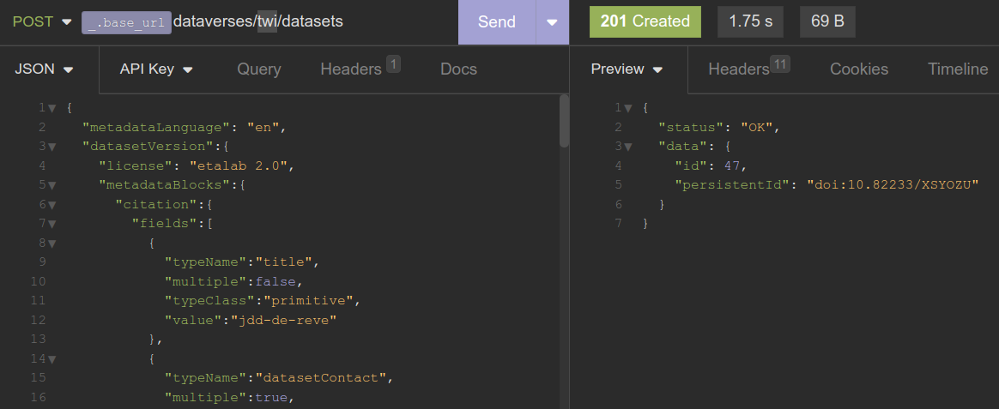 POST _.base_url dataverses/twi/datasets Send 201 Created 1.75 s 69 B
JSON API Key Query Headers 1 Docs Preview Headers 11 Cookies Timeline
1 {
2 "metadataLanguage": "en",
3 "datasetVersion":{
4 "license": "etalab 2.0",
5 "metadataBlocks":{
6 "citation":{
7 "fields":[
8 {
9 "typeName":"title",
10 "multiple":false,
11 "typeClass":"primitive",
12 "value":"jdd-de-reve"
13 },
14 {
15 "typeName":"datasetContact",
16 "multiple":true,
1 {
2 "status": "OK",
3 "data": {
4 "id": 47,
5 "persistentId": "doi:10.82233/XSYOZU"
6 }
7 }